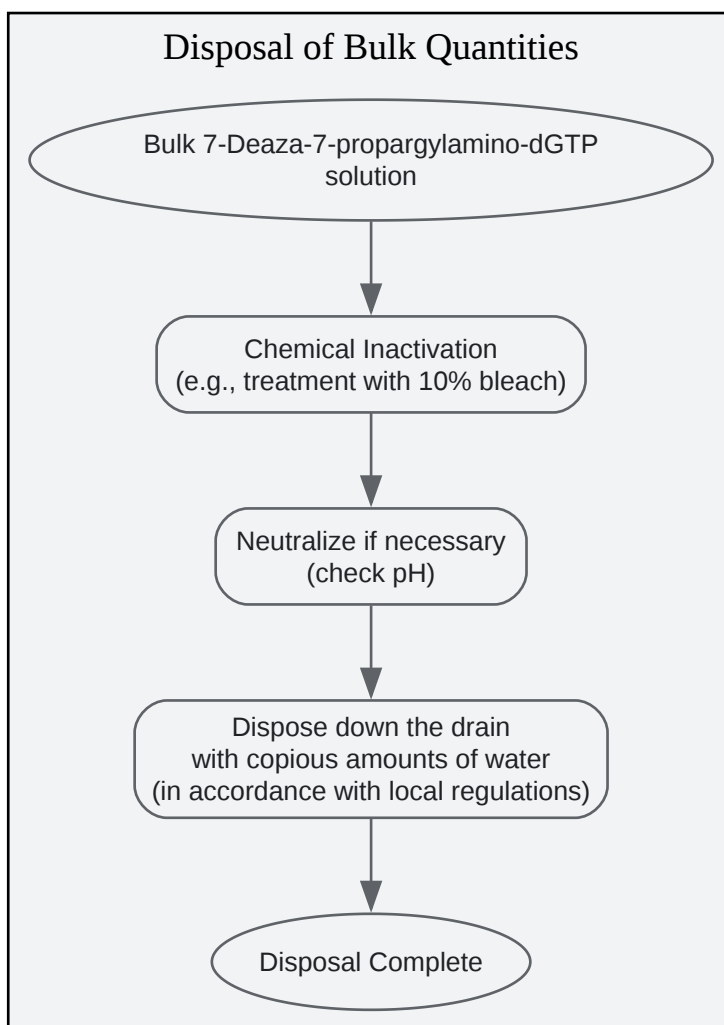 Disposal of Bulk Quantities
Bulk 7-Deaza-7-propargylamino-dGTP
solution
Chemical Inactivation
(e.g., treatment with 10% bleach)
Neutralize if necessary
(check pH)
Dispose down the drain
with copious amounts of water
(in accordance with local regulations)
Disposal Complete